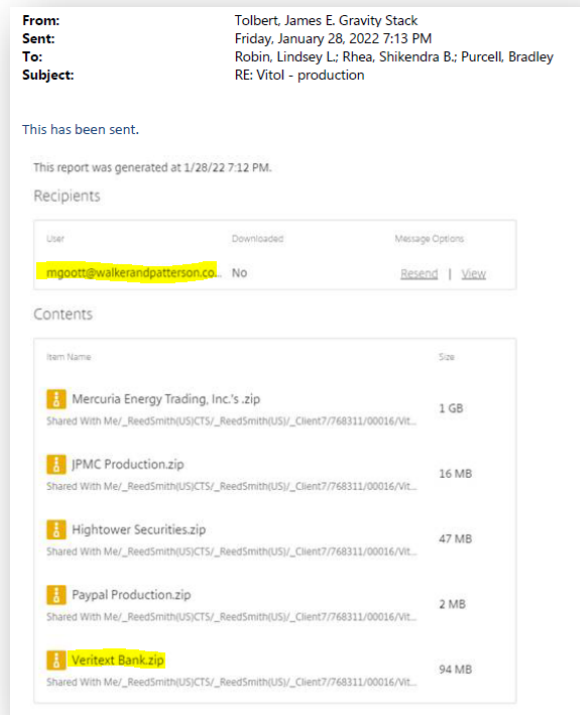 From: Tolbert, James E. Gravity Stack
Sent: Friday, January 28, 2022 7:13 PM
To: Robin, Lindsey L.; Rhea, Shikendra B.; Purcell, Bradley
Subject: RE: Vitol - production
This has been sent.
This report was generated at 1/28/22 7:12 PM.
Recipients
User Downloaded Message Options
mgoott@walkerandpatterson.co... No Resend | View
Contents
Item Name Size
Mercuria Energy Trading, Inc.'s .zip 1 GB
Shared With Me/_ReedSmith(US)CTS/_ReedSmith(US)/_Client7/768311/00016/Vit...
JPMC Production.zip 16 MB
Shared With Me/_ReedSmith(US)CTS/_ReedSmith(US)/_Client7/768311/00016/Vit...
Hightower Securities.zip 47 MB
Shared With Me/_ReedSmith(US)CTS/_ReedSmith(US)/_Client7/768311/00016/Vit...
Paypal Production.zip 2 MB
Shared With Me/_ReedSmith(US)CTS/_ReedSmith(US)/_Client7/768311/00016/Vit...
Veritext Bank.zip 94 MB
Shared With Me/_ReedSmith(US)CTS/_ReedSmith(US)/_Client7/768311/00016/Vit...